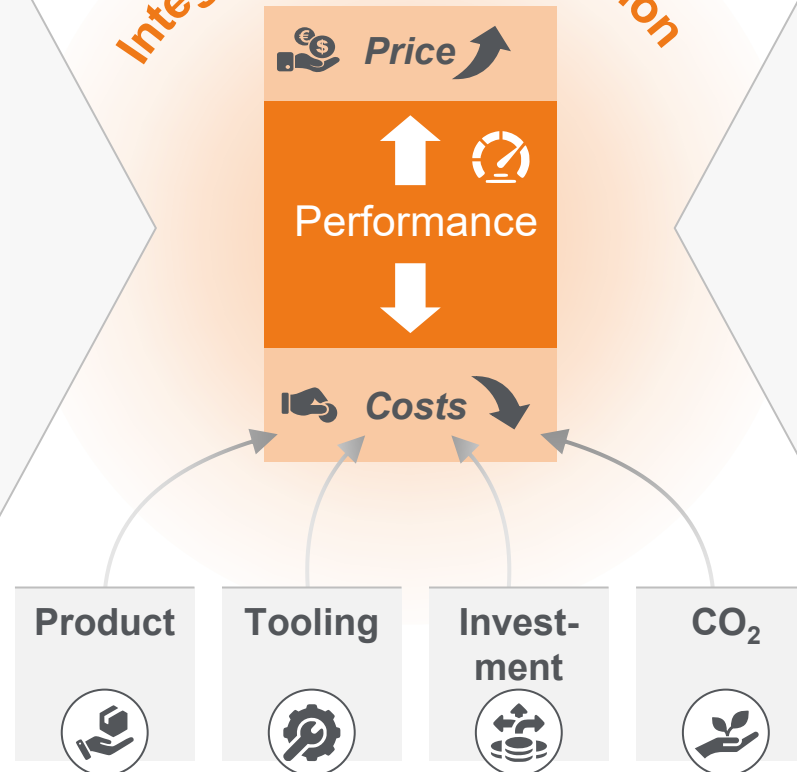 Price
Performance
Costs
Product
Tooling
Invest-
ment
CO₂